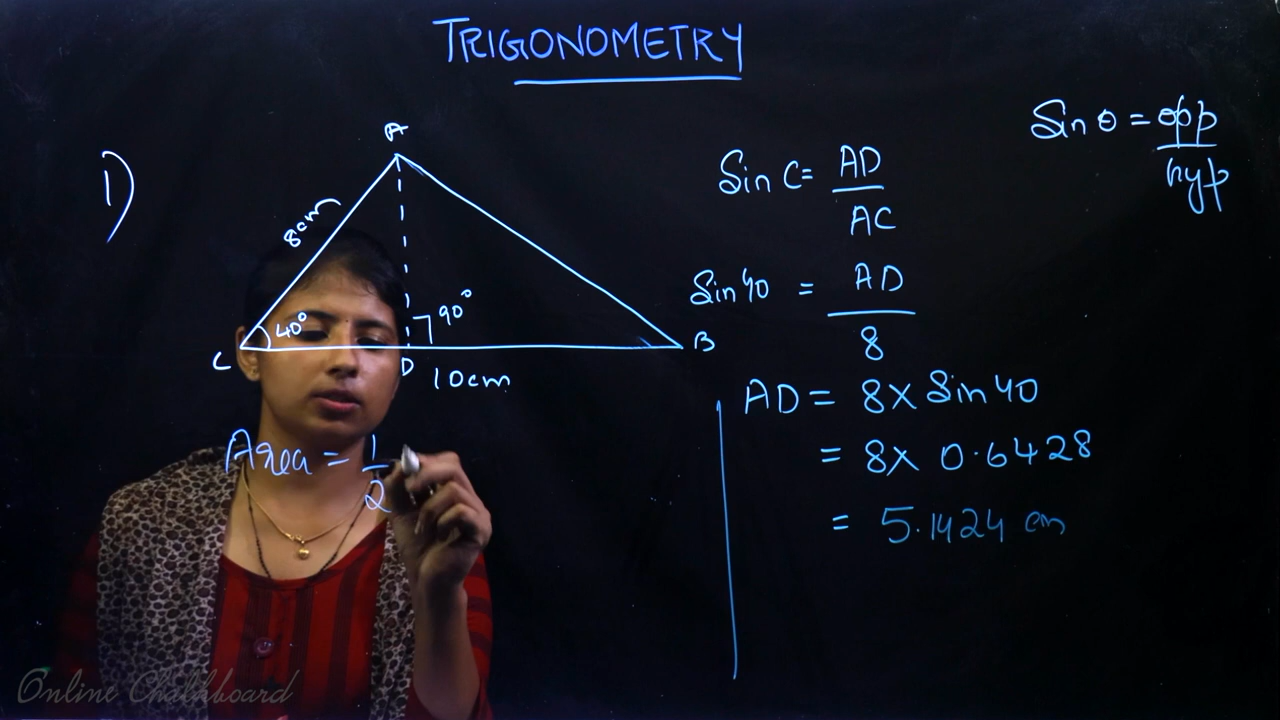 TRIGONOMETRY
1)
A
8cm
40°
90°
C
D
B
10cm
Area = 1/2
Sin θ = opp/hyp
Sin C = AD/AC
Sin 40 = AD/8
AD = 8 × Sin 40
= 8 × 0.6428
= 5.1424 cm
Online Chalkboard